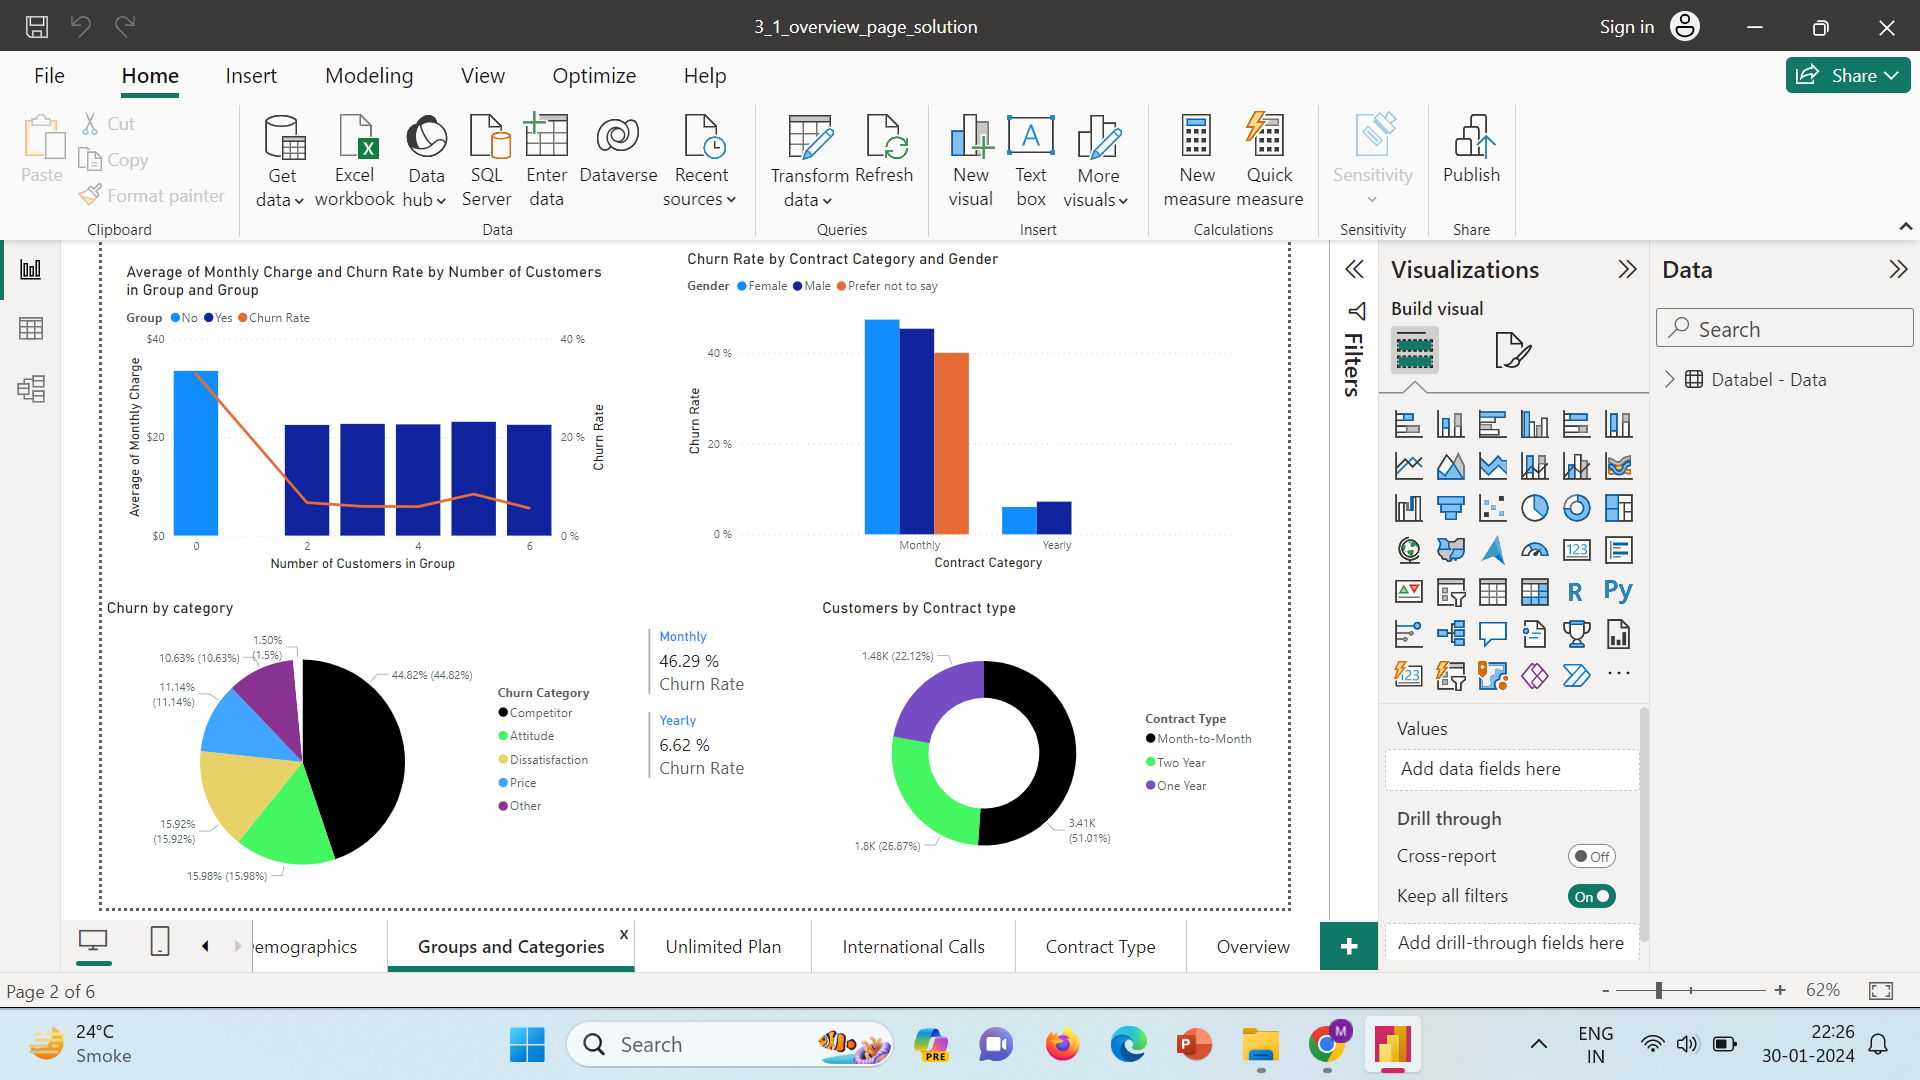 3_1_overview_page_solution
Sign in
File Home Insert Modeling View Optimize Help
Share
Paste
Cut
Copy
Format painter
Clipboard
Get data
Excel workbook
Data hub
SQL Server
Enter data
Dataverse
Recent sources
Data
Transform data
Refresh
Queries
New visual
Text box
More visuals
Insert
New measure
Quick measure
Calculations
Sensitivity
Sensitivity
Publish
Share
Average of Monthly Charge and Churn Rate by Number of Customers
in Group and Group
Group No Yes Churn Rate
Average of Monthly Charge
$40
$20
$0
40 %
20 %
0 %
Churn Rate
0 2 4 6
Number of Customers in Group
Churn Rate by Contract Category and Gender
Gender Female Male Prefer not to say
Churn Rate
40 %
20 %
0 %
Monthly Yearly
Contract Category
Churn by category
1.50%
(1.5%)
10.63% (10.63%)
11.14%
(11.14%)
15.92%
(15.92%)
15.98% (15.98%)
44.82% (44.82%)
Churn Category
Competitor
Attitude
Dissatisfaction
Price
Other
Monthly
46.29 %
Churn Rate
Yearly
6.62 %
Churn Rate
Customers by Contract type
1.48K (22.12%)
1.8K (26.87%)
3.41K
(51.01%)
Contract Type
Month-to-Month
Two Year
One Year
Filters
Visualizations
Build visual
123
R
Py
123
Values
Add data fields here
Drill through
Cross-report
Off
Keep all filters
On
Add drill-through fields here
Data
Search
Databel - Data
emographics
Groups and Categories
x
Unlimited Plan
International Calls
Contract Type
Overview
+
Page 2 of 6
- + 62%
24°C
Smoke
Search
PRE
P
M
ENG
IN
22:26
30-01-2024